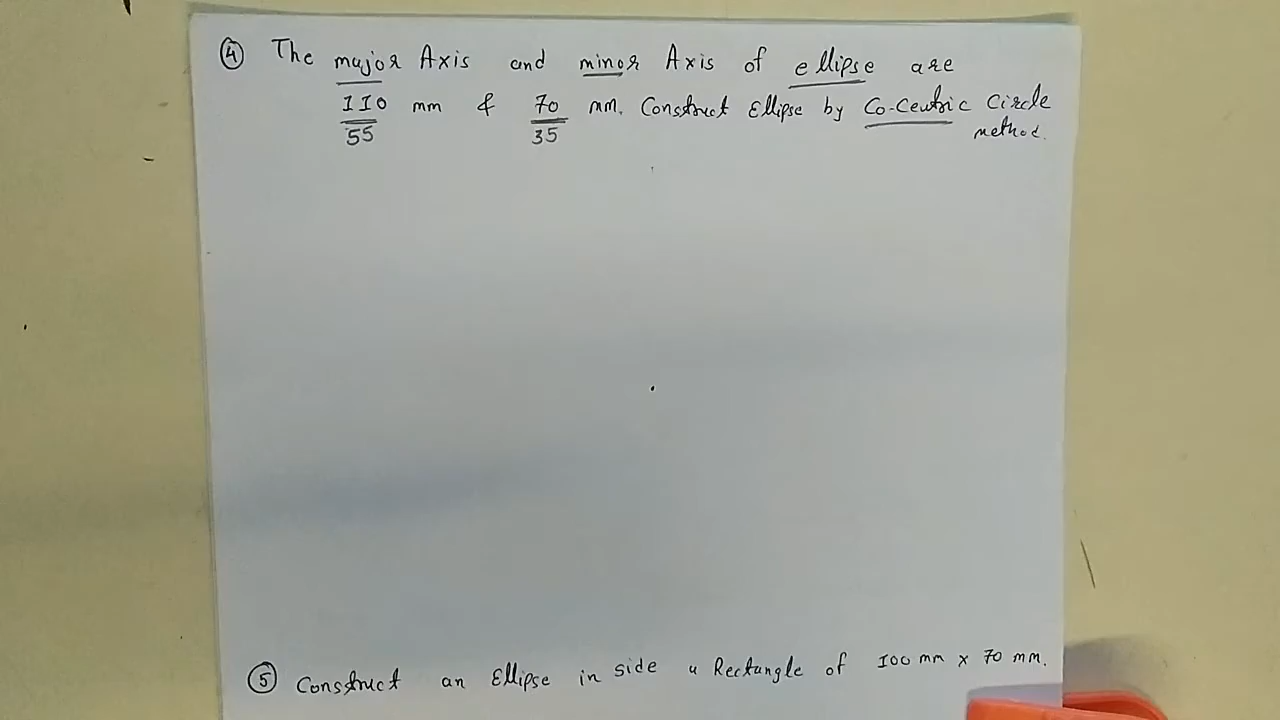 ④ The major Axis and minor Axis of ellipse are
110 mm & 70 mm. Construct Ellipse by Co-Centric Circle
55 35 method.
⑤ Construct an Ellipse in side a Rectangle of 100 mm x 70 mm.